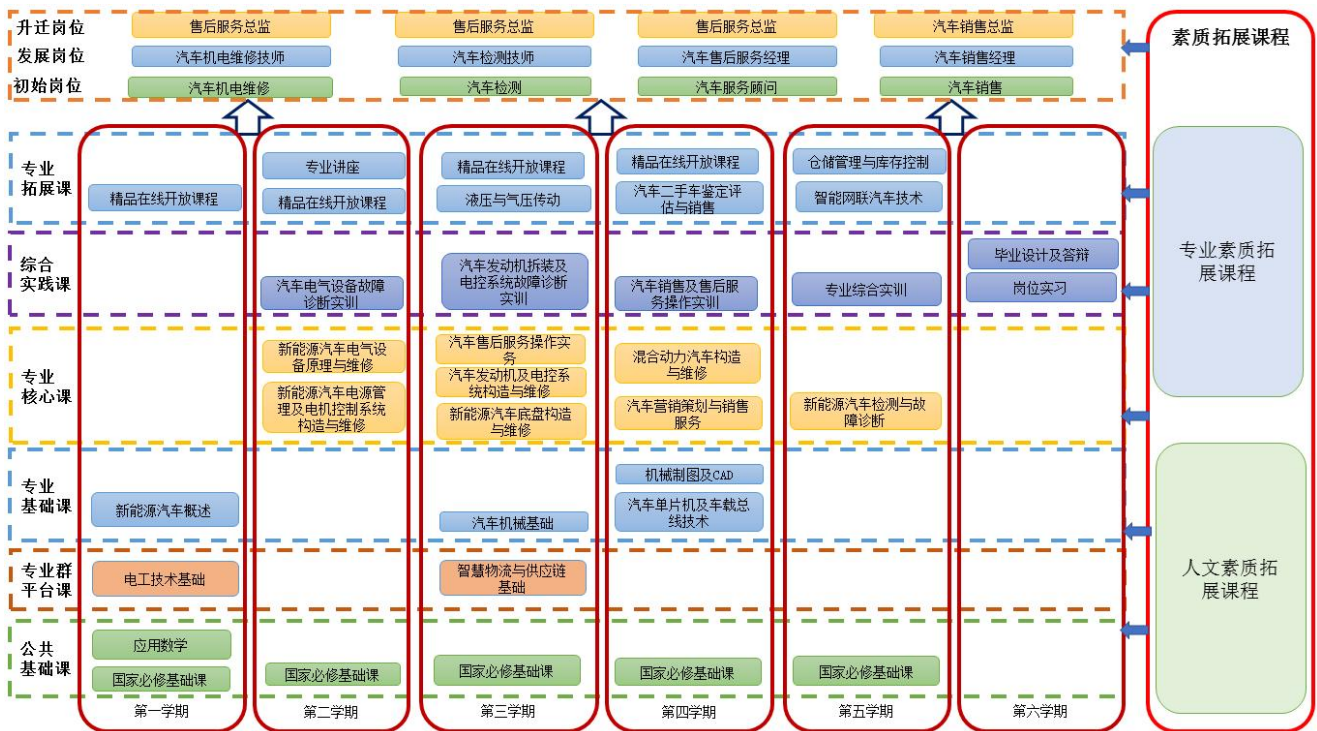 升迁岗位
售后服务总监
售后服务总监
售后服务总监
汽车销售总监
发展岗位
汽车机电维修技师
汽车检测技师
汽车售后服务经理
汽车销售经理
初始岗位
汽车机电维修
汽车检测
汽车服务顾问
汽车销售
素质拓展课程
专业
拓展课
精品在线开放课程
专业讲座
精品在线开放课程
精品在线开放课程
液压与气压传动
精品在线开放课程
汽车二手车鉴定评
估与销售
仓储管理与库存控制
智能网联汽车技术
综合
实践课
汽车电气设备故障
诊断实训
汽车发动机拆装及
电控系统故障诊断
实训
汽车销售及售后服
务操作实训
专业综合实训
毕业设计及答辩
岗位实习
专业
核心课
新能源汽车电气设
备原理与维修
新能源汽车电源管
理及电机控制系统
构造与维修
汽车售后服务操作实
务
汽车发动机及电控系
统构造与维修
新能源汽车底盘构造
与维修
混合动力汽车构造
与维修
汽车营销策划与销售
服务
新能源汽车检测与故
障诊断
专业
基础课
新能源汽车概述
汽车机械基础
机械制图及CAD
汽车单片机及车载总
线技术
专业群
平台课
电工技术基础
智慧物流与供应链
基础
公共
基础课
应用数学
国家必修基础课
国家必修基础课
国家必修基础课
国家必修基础课
国家必修基础课
第一学期
第二学期
第三学期
第四学期
第五学期
第六学期
专业素质拓
展课程
人文素质拓
展课程